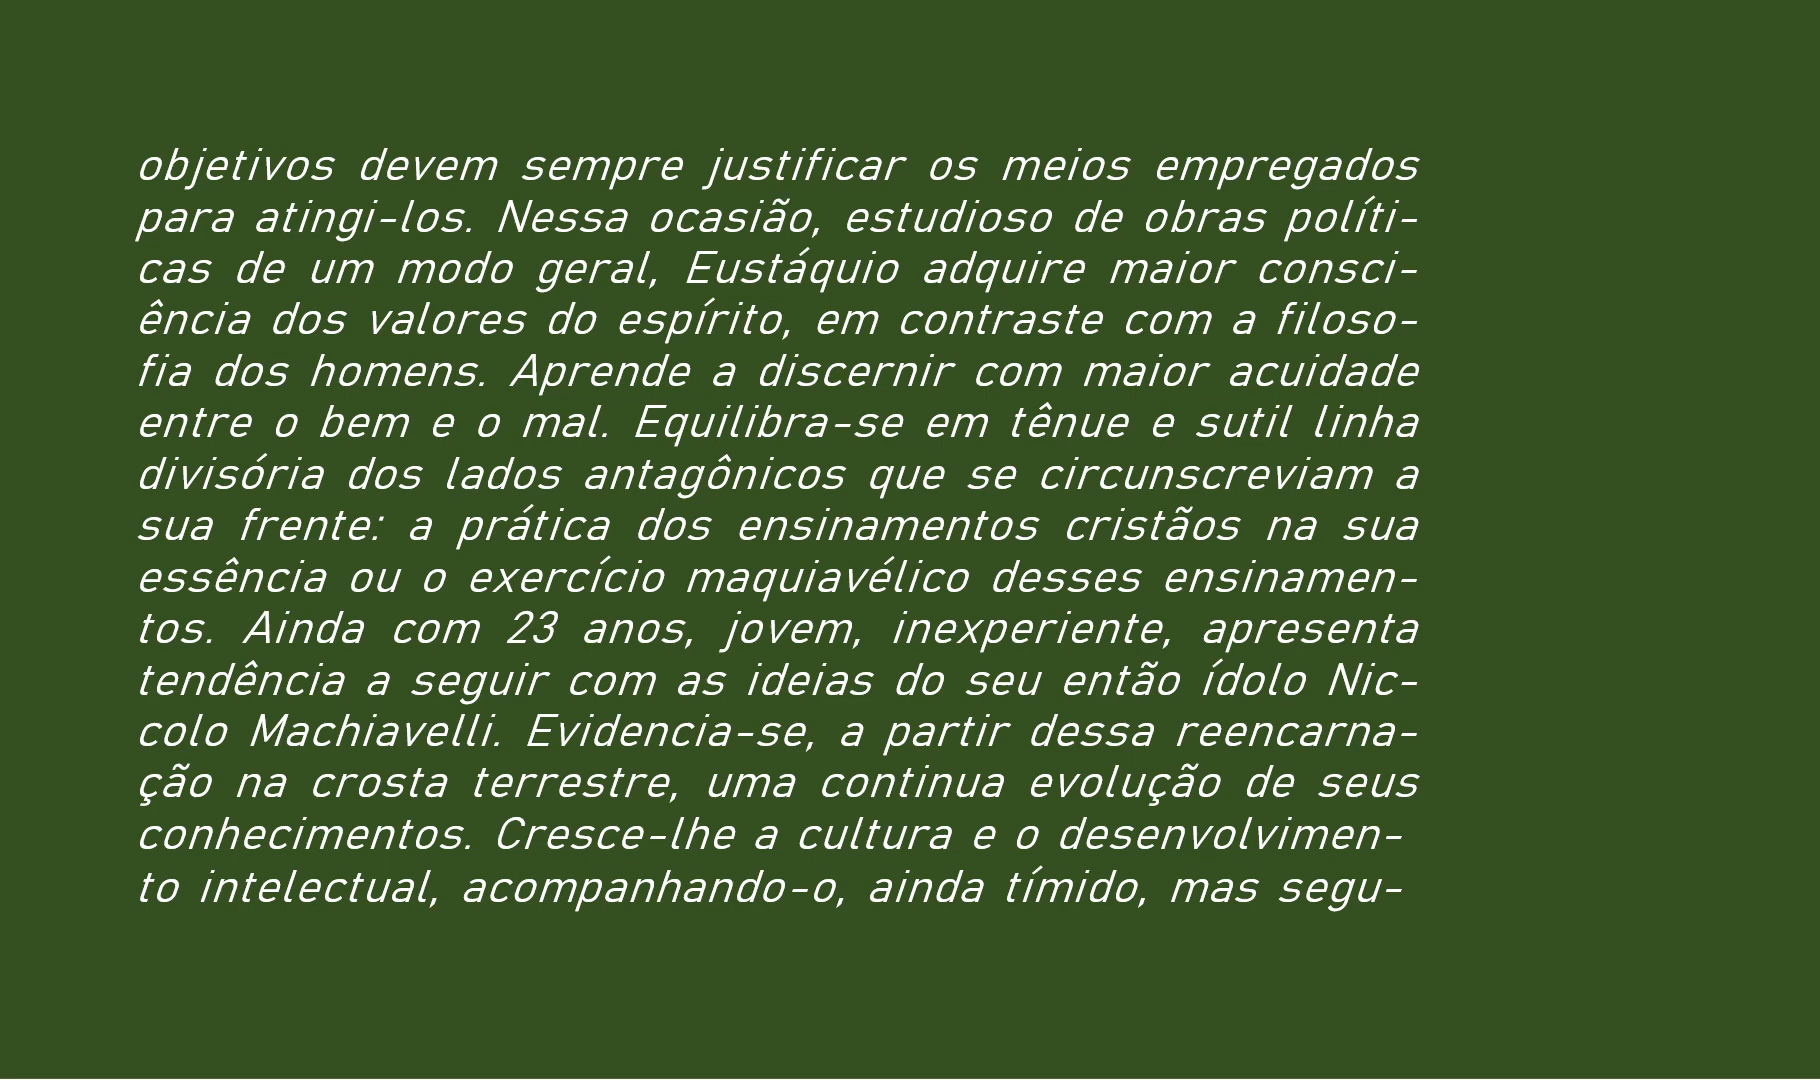 objetivos devem sempre justificar os meios empregados
para atingi-los. Nessa ocasião, estudioso de obras políti-
cas de um modo geral, Eustáquio adquire maior consci-
ência dos valores do espírito, em contraste com a filoso-
fia dos homens. Aprende a discernir com maior acuidade
entre o bem e o mal. Equilibra-se em tênue e sutil linha
divisória dos lados antagônicos que se circunscreviam a
sua frente: a prática dos ensinamentos cristãos na sua
essência ou o exercício maquiavélico desses ensinamen-
tos. Ainda com 23 anos, jovem, inexperiente, apresenta
tendência a seguir com as ideias do seu então ídolo Nic-
colo Machiavelli. Evidencia-se, a partir dessa reencarna-
ção na crosta terrestre, uma continua evolução de seus
conhecimentos. Cresce-lhe a cultura e o desenvolvimen-
to intelectual, acompanhando-o, ainda tímido, mas segu-